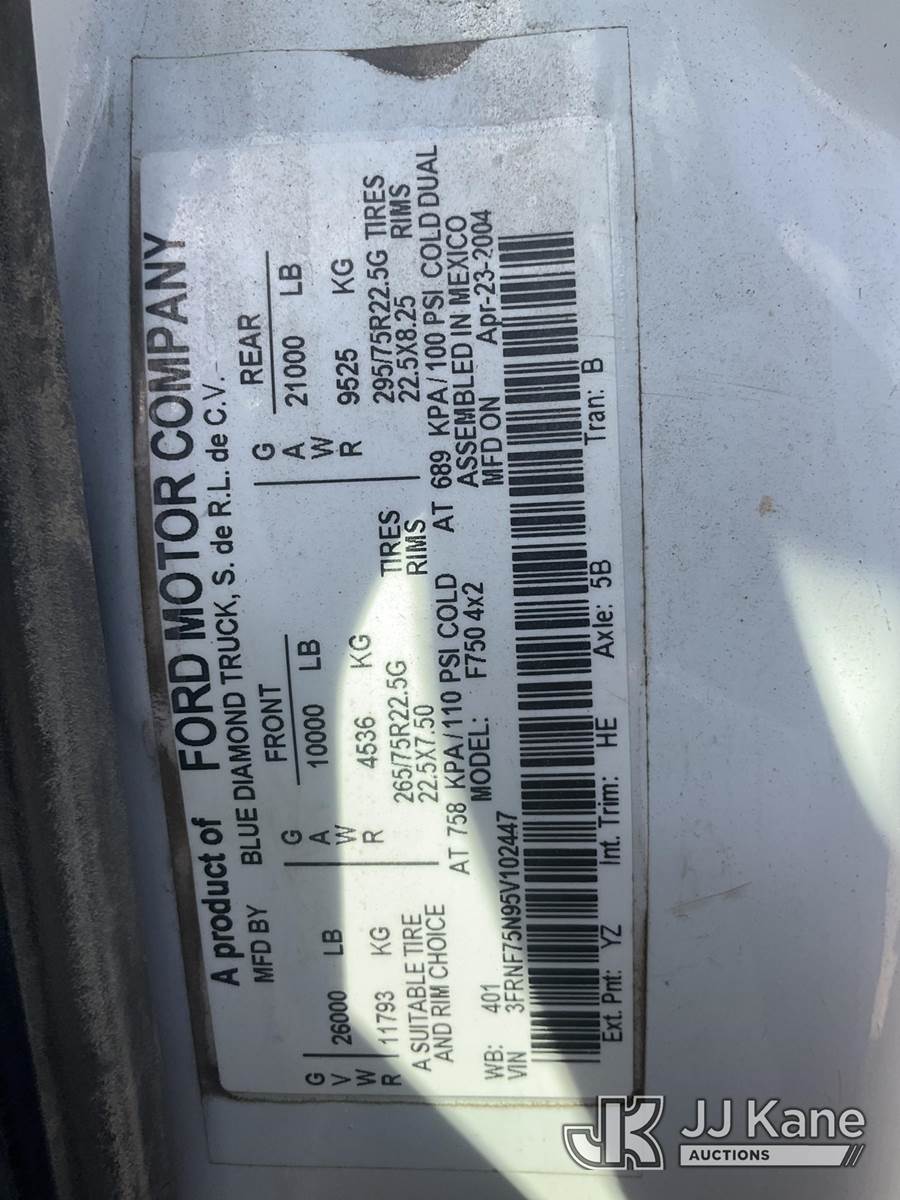 A product of FORD MOTOR COMPANY
MFD BY BLUE DIAMOND TRUCK, S. de R.L. de C.V.
FRONT REAR
G G G
V 26000 LB A 10000 LB A 21000 LB
W W W
R 11793 KG R 4536 KG R 9525 KG
A SUITABLE TIRE 265/75R22.5G TIRES 295/75R22.5G TIRES
AND RIM CHOICE 22.5X7.50 RIMS 22.5X8.25 RIMS
AT 758 KPA/110 PSI COLD AT 689 KPA/100 PSI COLD DUAL
ASSEMBLED IN MEXICO
WB: 401 MODEL: F750 4x2 MFD ON Apr-23-2004
VIN 3FRNF75N95V102447
Ext. Pnt: YZ Int. Trim: HE Axle: 5B Tran: B
JK JJ Kane
AUCTIONS